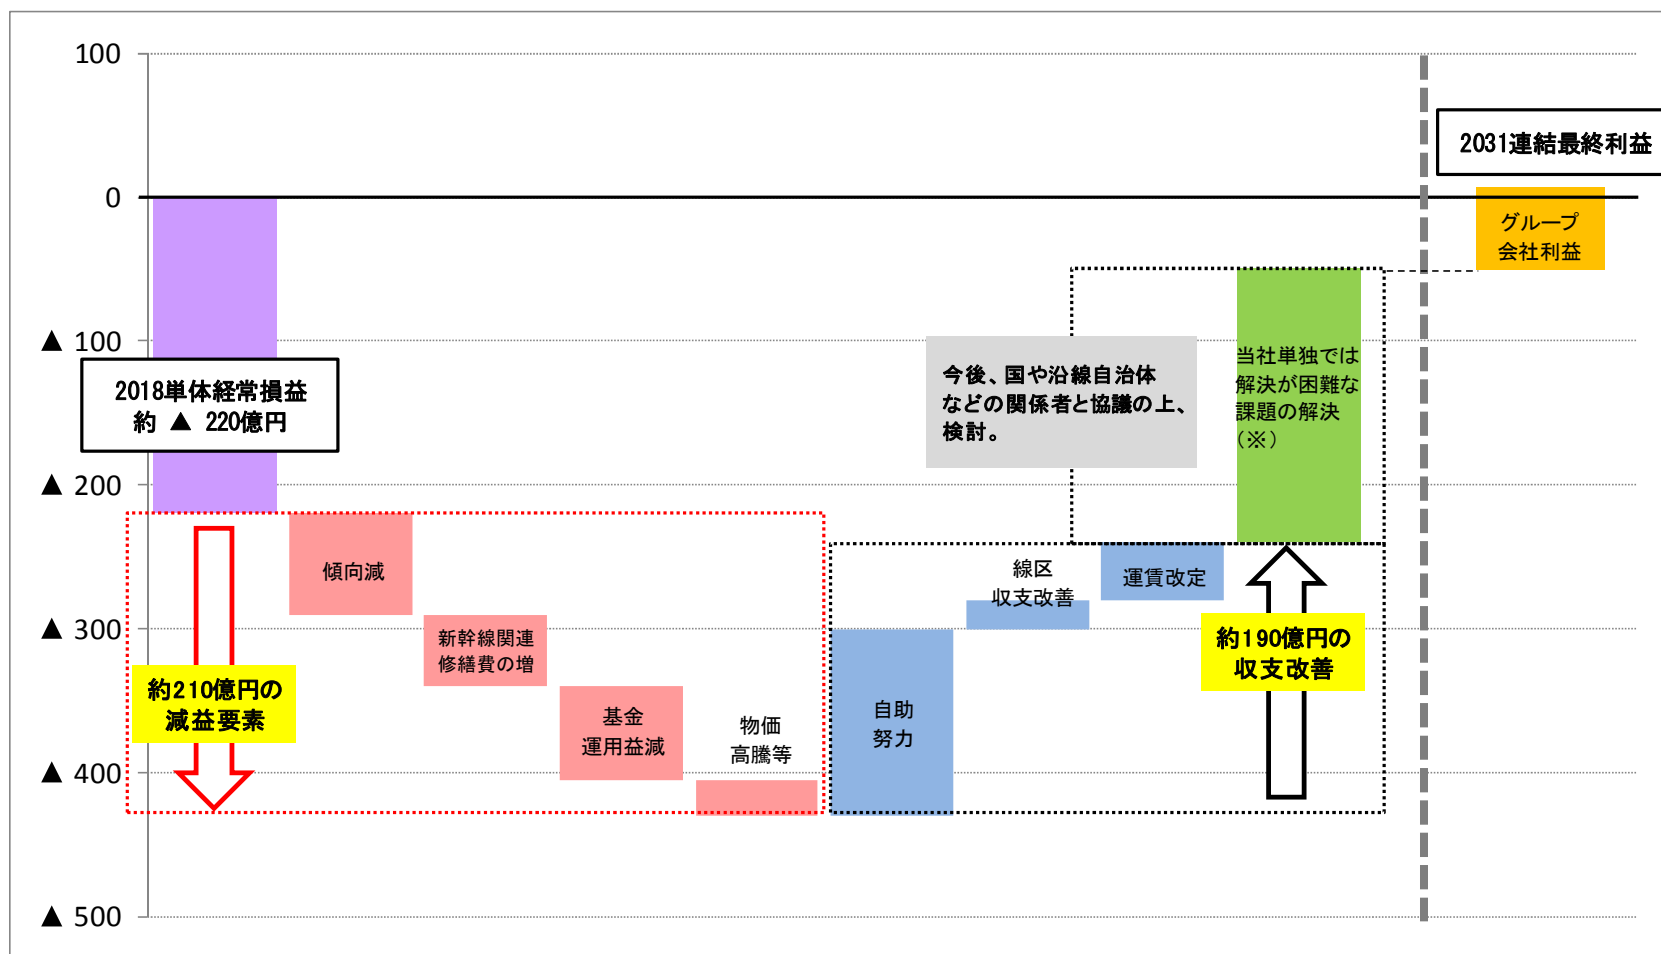 100
0
▲ 100
▲ 200
▲ 300
▲ 400
▲ 500
2018単体経常損益
約 ▲ 220億円
約210億円の
減益要素
傾向減
新幹線関連
修繕費の増
基金
運用益減
物価
高騰等
自助
努力
線区
収支改善
運賃改定
今後、国や沿線自治体
などの関係者と協議の上、
検討。
当社単独では
解決が困難な
課題の解決
(※)
約190億円の
収支改善
2031連結最終利益
グループ
会社利益